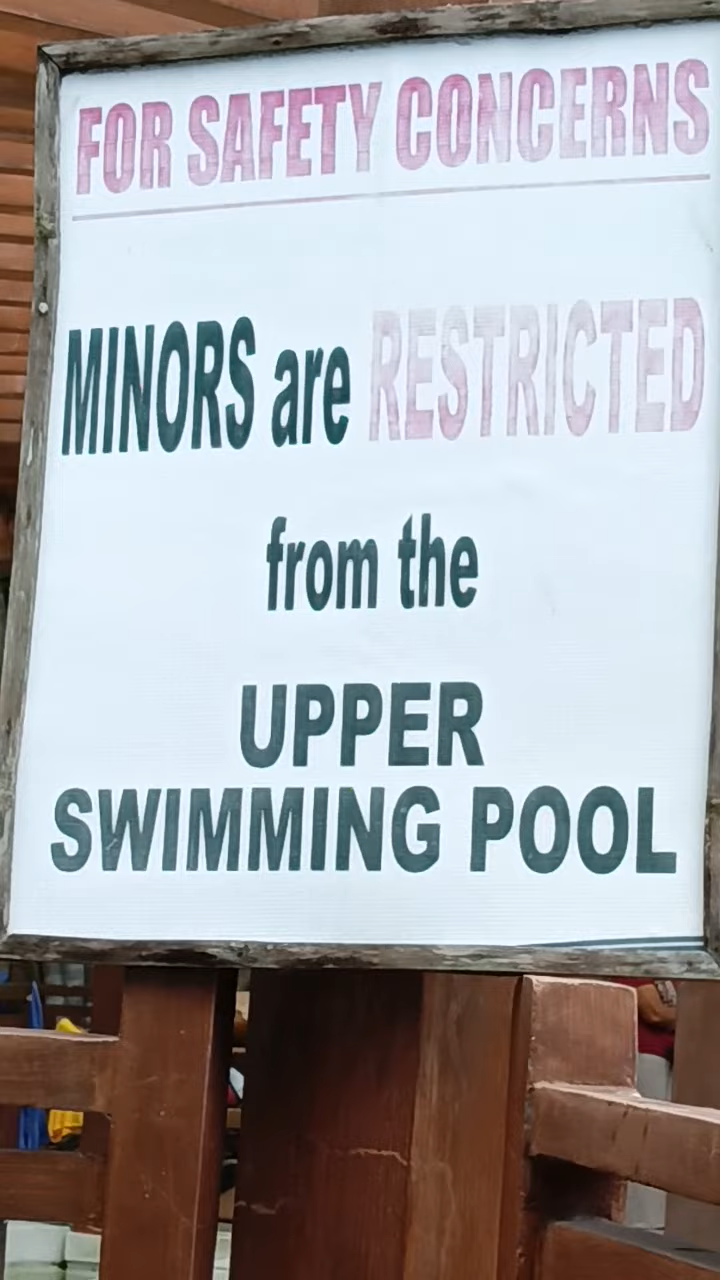 FOR SAFETY CONCERNS
MINORS are RESTRICTED
from the
UPPER
SWIMMING POOL